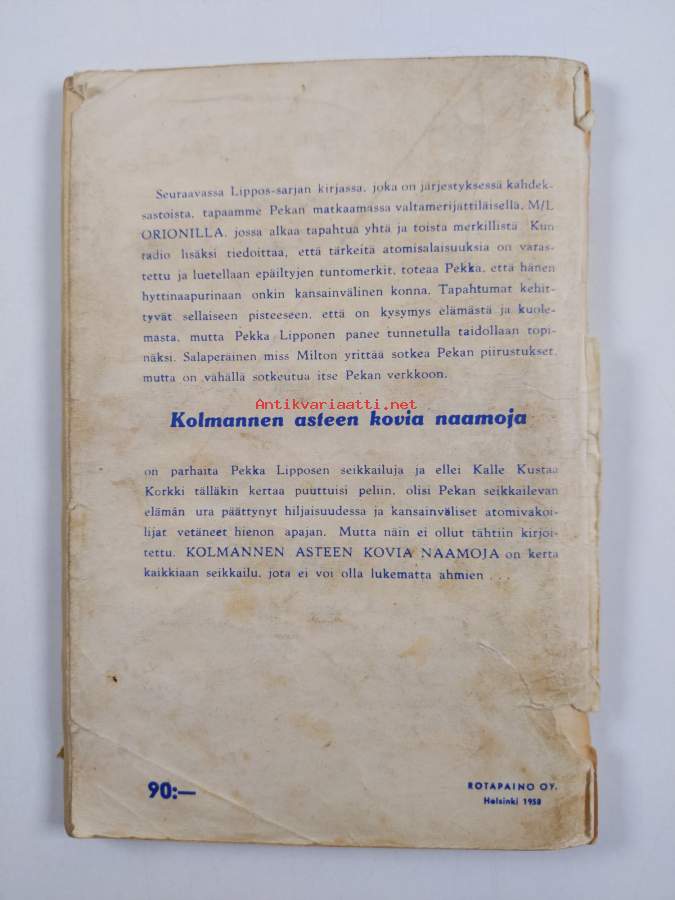 Seuraavassa Lippos-sarjan kirjassa, joka on järjestyksessä kahdek-
sastoista, tapaamme Pekan matkaamassa valtamerijättiläisellä, M/L
ORIONILLA, jossa alkaa tapahtua yhtä ja toista merkillistä Kun
radio lisäksi tiedoittaa, että tärkeitä atomisalaisuuksia on varas-
tettu ja luetellaan epäiltyjen tuntomerkit, toteaa Pekka, että hänen
hyttinaapurinaan onkin kansainvälinen konna. Tapahtumat kehit-
tyvät sellaiseen pisteeseen, että on kysymys elämästä ja kuole-
masta, mutta Pekka Lipponen panee tunnetulla taidollaan topi-
näksi. Salaperäinen miss Milton yrittää sotkea Pekan piirustukset,
mutta on vähällä sotkeutua itse Pekan verkkoon.
Antikvariaatti.net
Kolmannen asteen kovia naamoja
on parhaita Pekka Lipposen seikkailuja ja ellei Kalle Kustaa
Korkki tälläkin kertaa puuttuisi peliin, olisi Pekan seikkailevan
elämän ura päättynyt hiljaisuudessa ja kansainväliset atomivakoi-
lijat vetäneet hienon apajan. Mutta näin ei ollut tähtiin kirjoi-
tettu. KOLMANNEN ASTEEN KOVIA NAAMOJA on kerta
kaikkiaan seikkailu, jota ei voi olla lukematta ahmien ...
90:—
ROTAPAINO OY.
Helsinki 1958